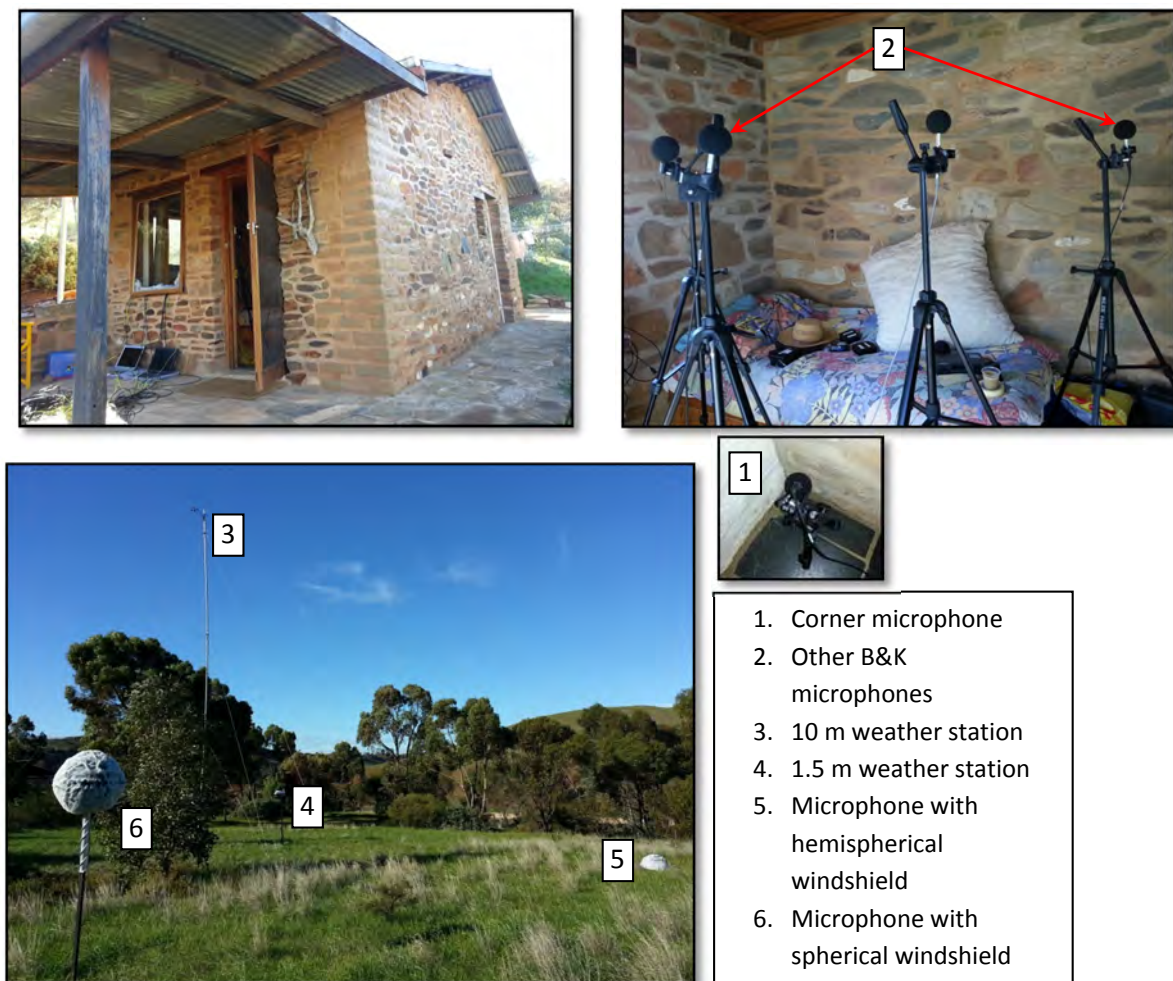 2
1
3
4
5
6
1. Corner microphone
2. Other B&K
microphones
3. 10 m weather station
4. 1.5 m weather station
5. Microphone with
hemispherical
windshield
6. Microphone with
spherical windshield